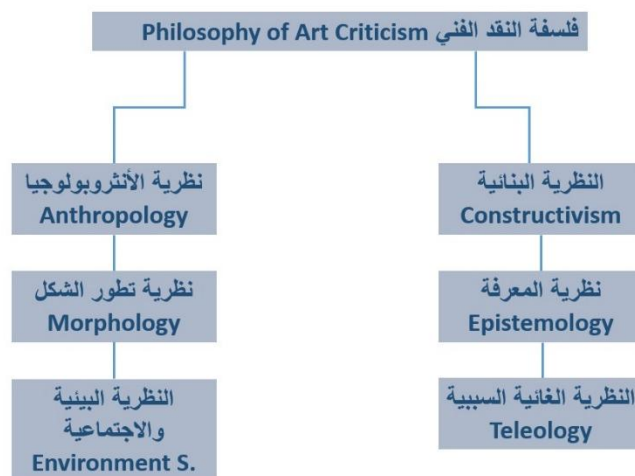 فلسفة النقد الفني Philosophy of Art Criticism
النظرية البنائية
Constructivism
نظرية المعرفة
Epistemology
النظرية الغائية السببية
Teleology
نظرية الأنثروبولوجيا
Anthropology
نظرية تطور الشكل
Morphology
النظرية البيئية
والاجتماعية
Environment S.